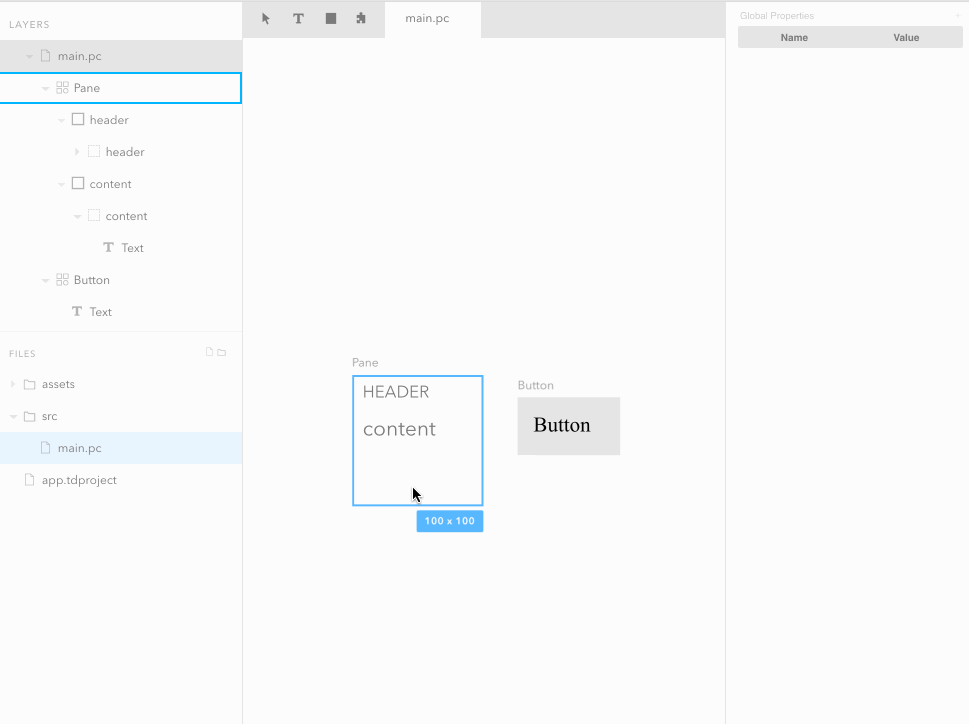 LAYERS
main.pc
Pane
header
header
content
content
Text
Button
Text
FILES
assets
src
main.pc
app.tdproject
T
main.pc
Pane
HEADER
content
100 x 100
Button
Button
Global Properties
Name Value